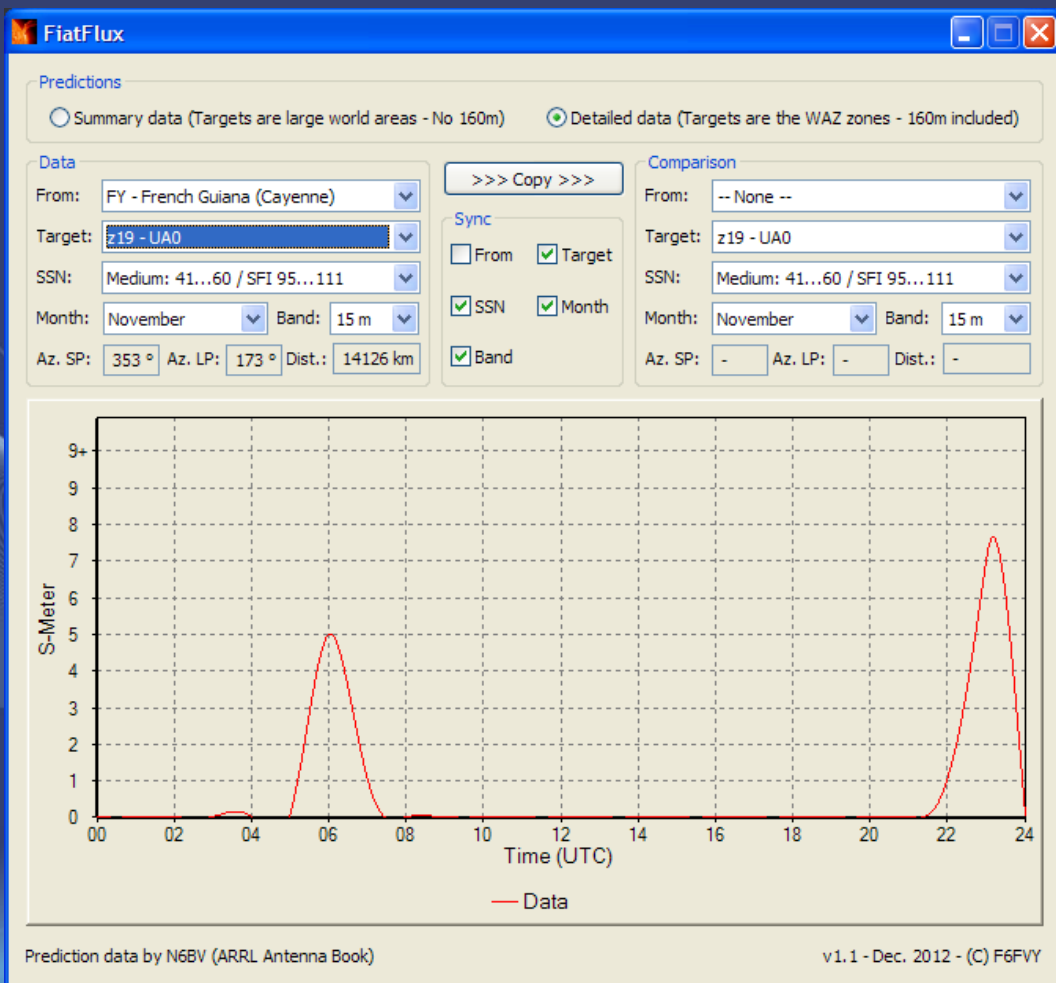 FiatFlux
Predictions
Summary data (Targets are large world areas - No 160m)
Detailed data (Targets are the WAZ zones - 160m included)
Data
From: FY - French Guiana (Cayenne)
Target: z19 - UA0
SSN: Medium: 41...60 / SFI 95...111
Month: November Band: 15 m
Az. SP: 353 º Az. LP: 173 º Dist.: 14126 km
>>> Copy >>>
Sync
From Target
SSN Month
Band
Comparison
From: -- None --
Target: z19 - UA0
SSN: Medium: 41...60 / SFI 95...111
Month: November Band: 15 m
Az. SP: - Az. LP: - Dist.: -
S-Meter
9+
9
8
7
6
5
4
3
2
1
0
00 02 04 06 08 10 12 14 16 18 20 22 24
Time (UTC)
Data
Prediction data by N6BV (ARRL Antenna Book)
v1.1 - Dec. 2012 - (C) F6FVY